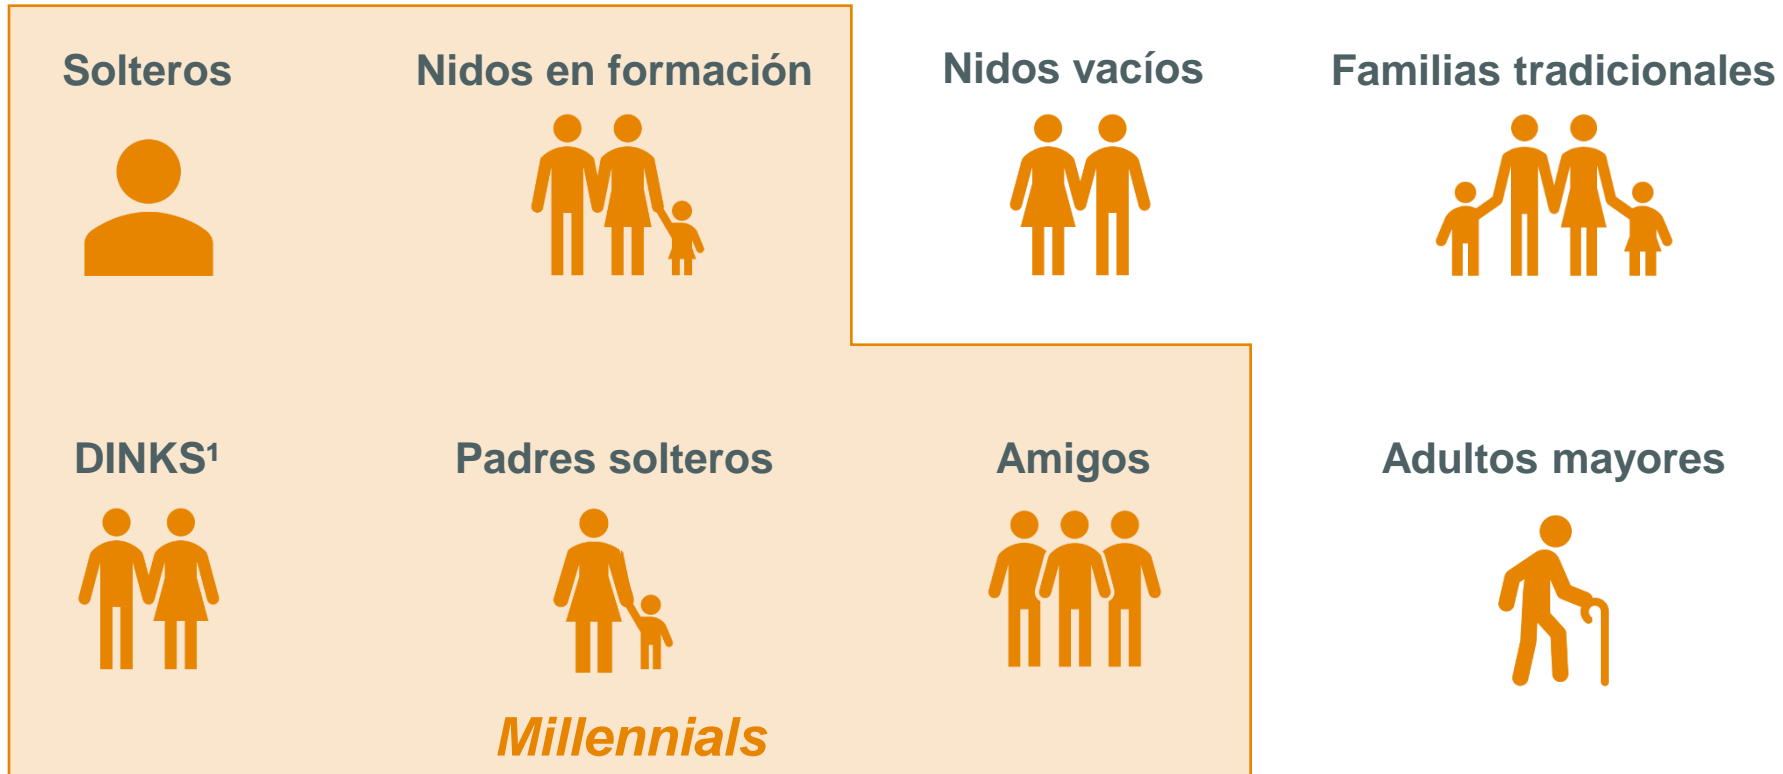 Solteros
Nidos en formación
Nidos vacíos
Familias tradicionales
DINKS¹
Padres solteros
Amigos
Adultos mayores
Millennials